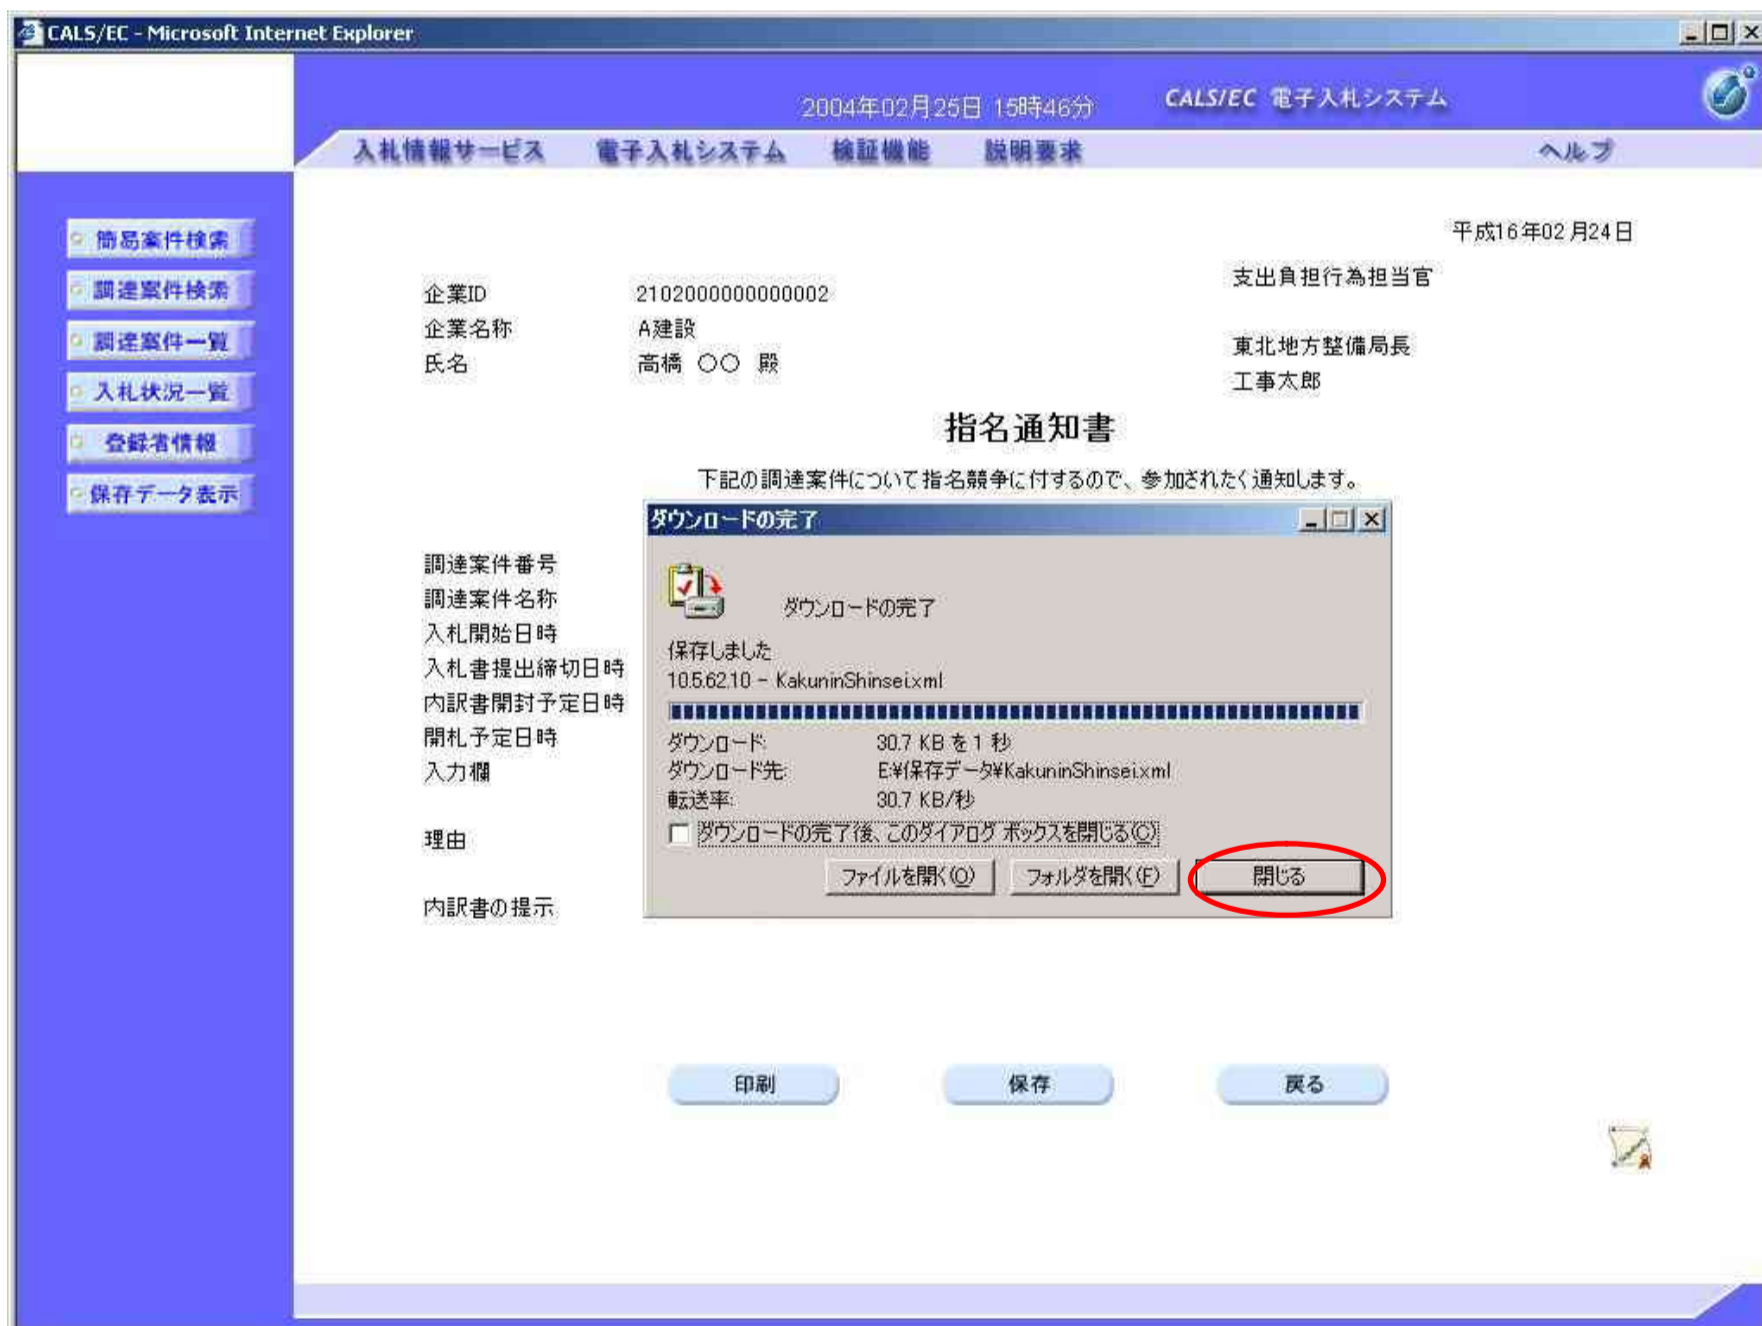 CALS/EC - Microsoft Internet Explorer
2004年02月25日 15時46分
CALS/EC 電子入札システム
入札情報サービス 電子入札システム 検証機能 説明要求 ヘルプ
簡易案件検索
調達案件検索
調達案件一覧
入札状況一覧
登録者情報
保存データ表示
平成16年02月24日
支出負担行為担当官
企業ID 2102000000000002
企業名称 A建設
東北地方整備局長
氏名 高橋 〇〇 殿
工事太郎
指名通知書
下記の調達案件について指名競争に付するので、参加されたく通知します。
調達案件番号
調達案件名称
入札開始日時
入札書提出締切日時
内訳書開封予定日時
開札予定日時
入力欄
理由
内訳書の提示
ダウンロードの完了
ダウンロードの完了
保存しました
10.5.62.10 - KakuninShinsei.xml
ダウンロード: 30.7 KB を 1 秒
ダウンロード先: E:¥保存データ¥KakuninShinsei.xml
転送率: 30.7 KB/秒
ダウンロードの完了後、このダイアログ ボックスを閉じる(C)
ファイルを開く(O) フォルダを開く(F) 閉じる
印刷 保存 戻る